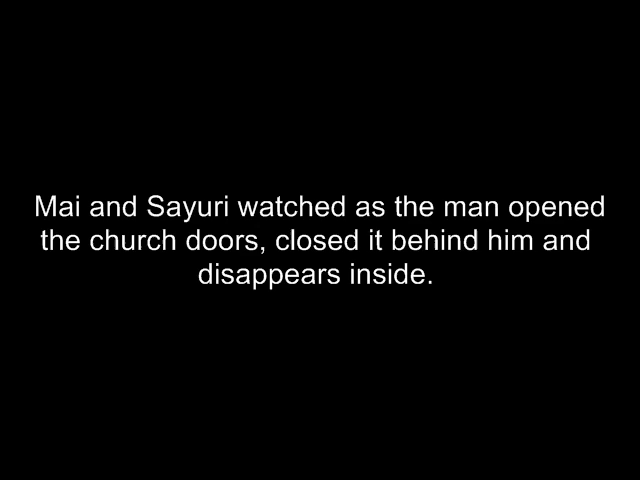 Mai and Sayuri watched as the man opened
the church doors, closed it behind him and
disappears inside.